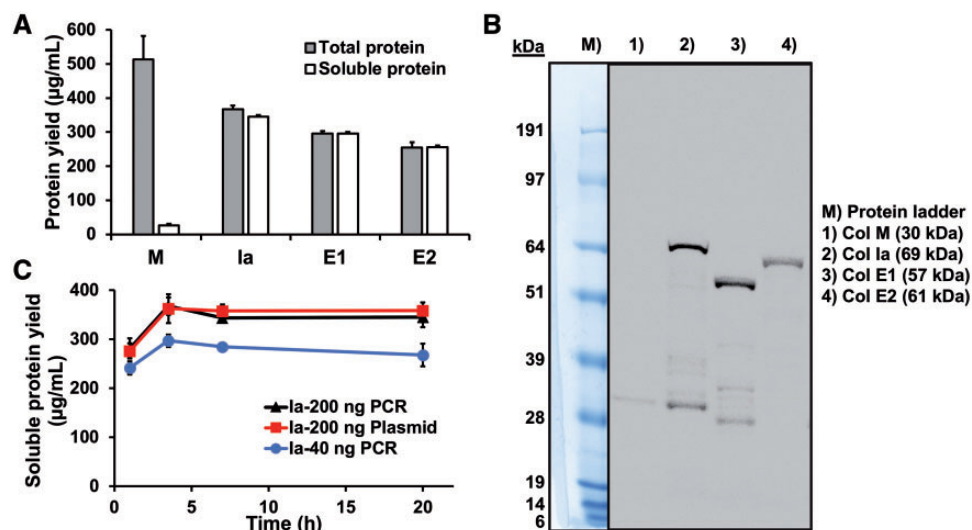 A
Protein yield (µg/mL)
600
500
400
300
200
100
0
Total protein
Soluble protein
M Ia E1 E2
B
kDa M) 1) 2) 3) 4)
191
97
64
51
39
28
19
14
6
M) Protein ladder
1) Col M (30 kDa)
2) Col Ia (69 kDa)
3) Col E1 (57 kDa)
4) Col E2 (61 kDa)
C
Soluble protein yield
(µg/mL)
400
300
200
100
0
Ia-200 ng PCR
Ia-200 ng Plasmid
Ia-40 ng PCR
0 5 10 15 20
Time (h)